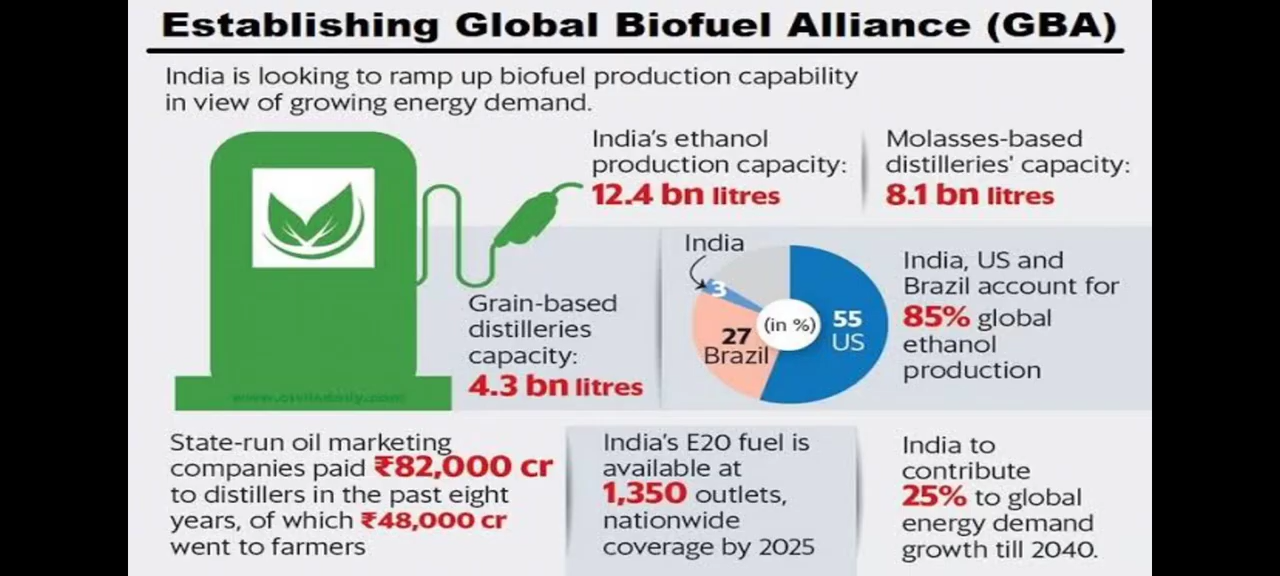 Establishing Global Biofuel Alliance (GBA)
India is looking to ramp up biofuel production capability
in view of growing energy demand.
India's ethanol
production capacity:
12.4 bn litres
Molasses-based
distilleries' capacity:
8.1 bn litres
Grain-based
distilleries
capacity:
4.3 bn litres
India
3
(in %)
55
US
27
Brazil
India, US and
Brazil account for
85% global
ethanol
production
State-run oil marketing
companies paid ₹82,000 cr
to distillers in the past eight
years, of which ₹48,000 cr
went to farmers
India's E20 fuel is
available at
1,350 outlets,
nationwide
coverage by 2025
India to
contribute
25% to global
energy demand
growth till 2040.